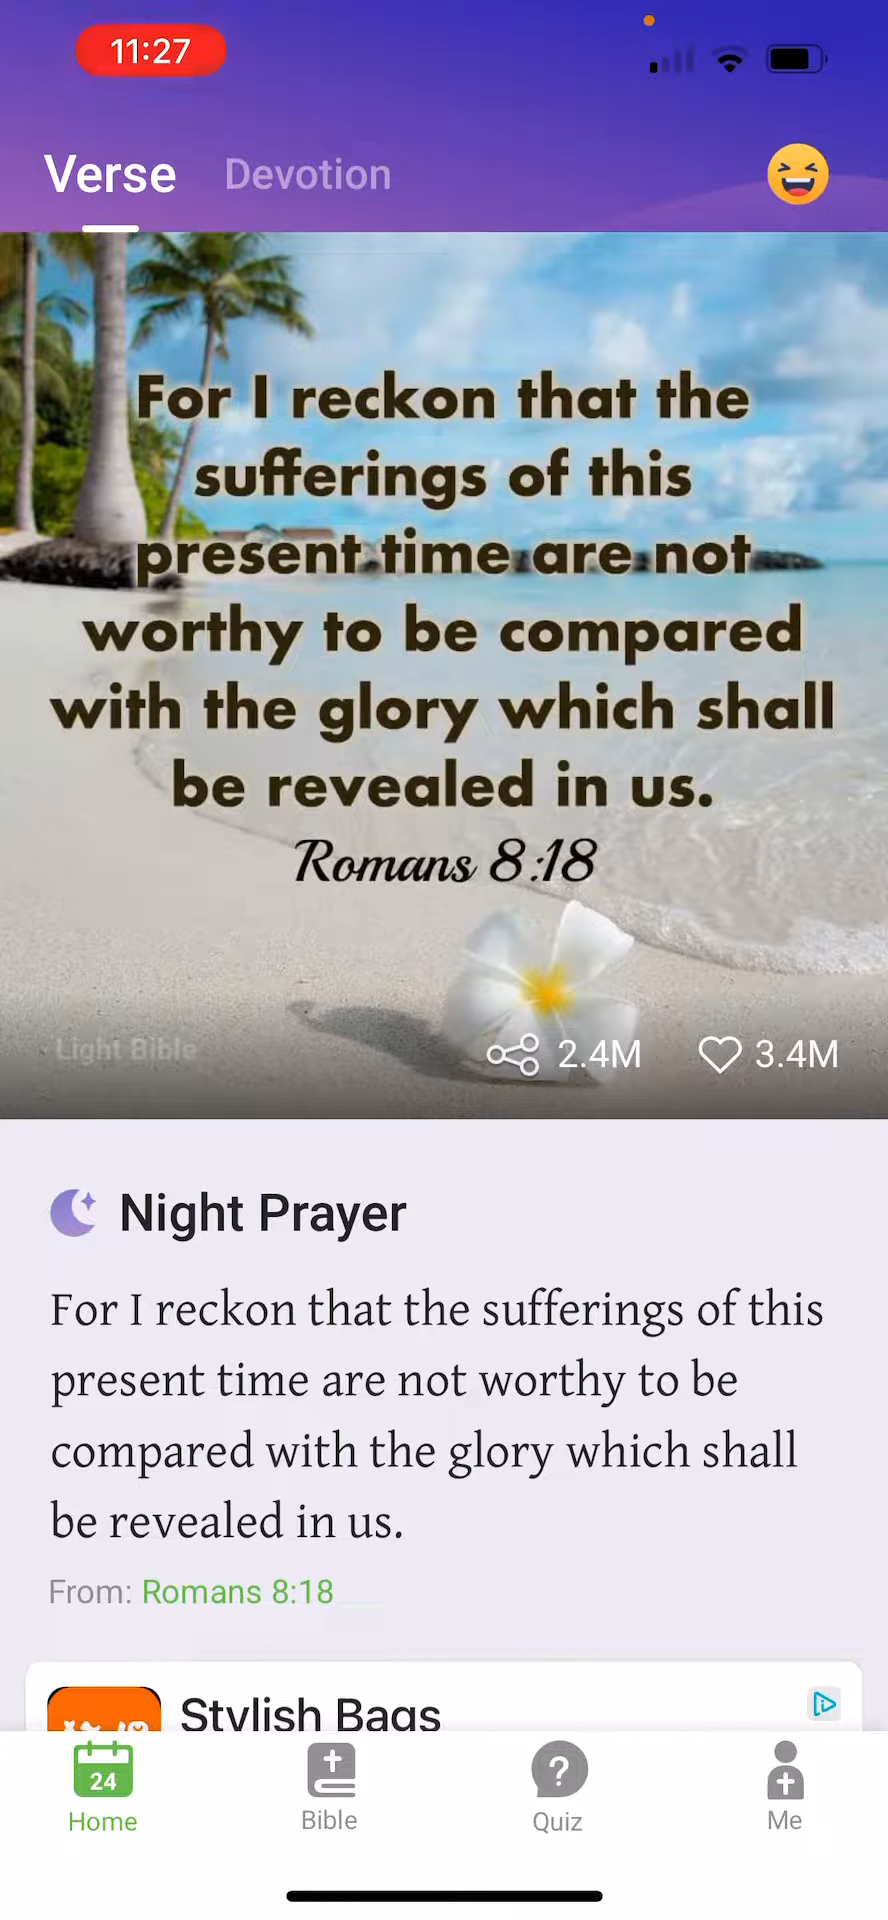 11:27
Verse Devotion
For I reckon that the
sufferings of this
present time are not
worthy to be compared
with the glory which shall
be revealed in us.
Romans 8:18
Light Bible
2.4M 3.4M
Night Prayer
For I reckon that the sufferings of this
present time are not worthy to be
compared with the glory which shall
be revealed in us.
From: Romans 8:18
Stylish Bags
24
Home Bible Quiz Me